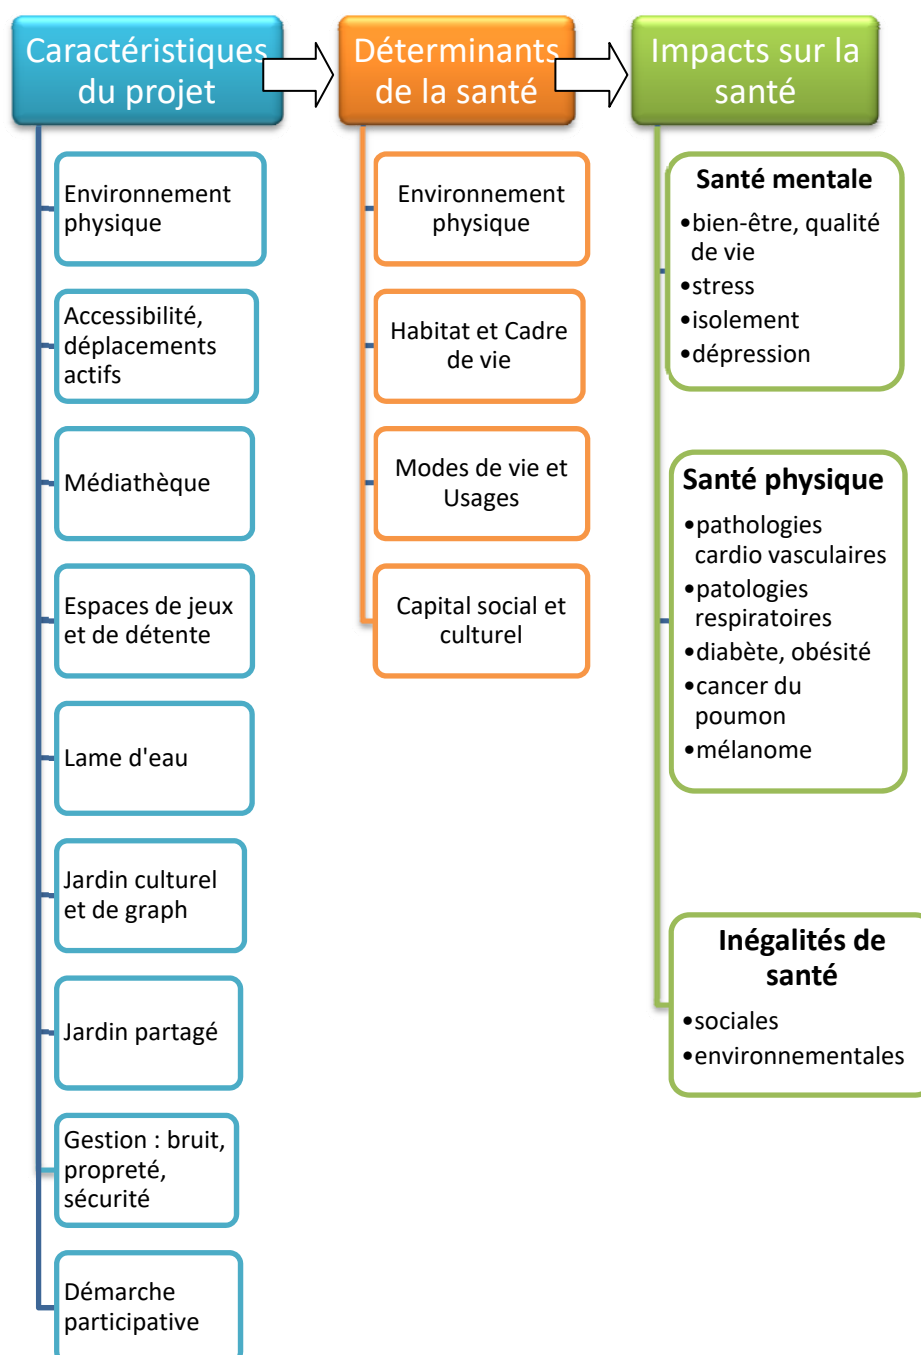 Caractéristiques
du projet
Déterminants
de la santé
Impacts sur la
santé
Environnement
physique
Accessibilité,
déplacements
actifs
Médiathèque
Espaces de jeux
et de détente
Lame d'eau
Jardin culturel
et de graph
Jardin partagé
Gestion : bruit,
propreté,
sécurité
Démarche
participative
Environnement
physique
Habitat et Cadre
de vie
Modes de vie et
Usages
Capital social et
culturel
Santé mentale
•bien-être, qualité
de vie
•stress
•isolement
•dépression
Santé physique
•pathologies
cardio vasculaires
•patologies
respiratoires
•diabète, obésité
•cancer du
poumon
•mélanome
Inégalités de
santé
•sociales
•environnementales